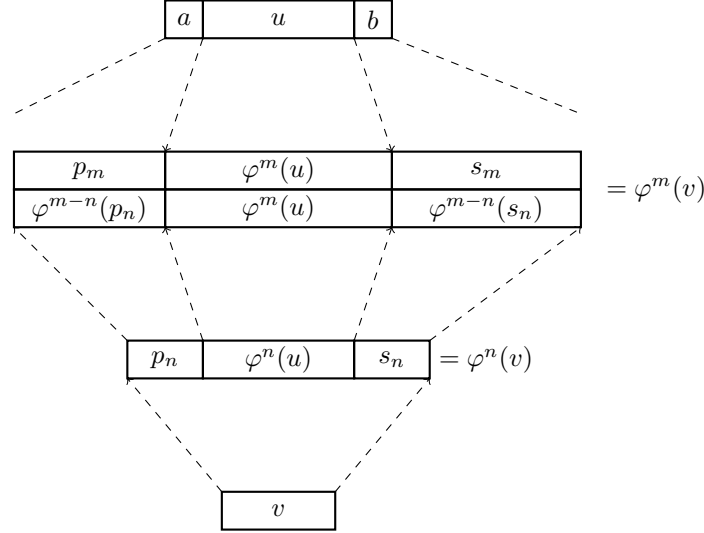 a u b
p_m φ^m(u) s_m
= φ^m(v)
φ^{m−n}(p_n) φ^m(u) φ^{m−n}(s_n)
p_n φ^n(u) s_n = φ^n(v)
v